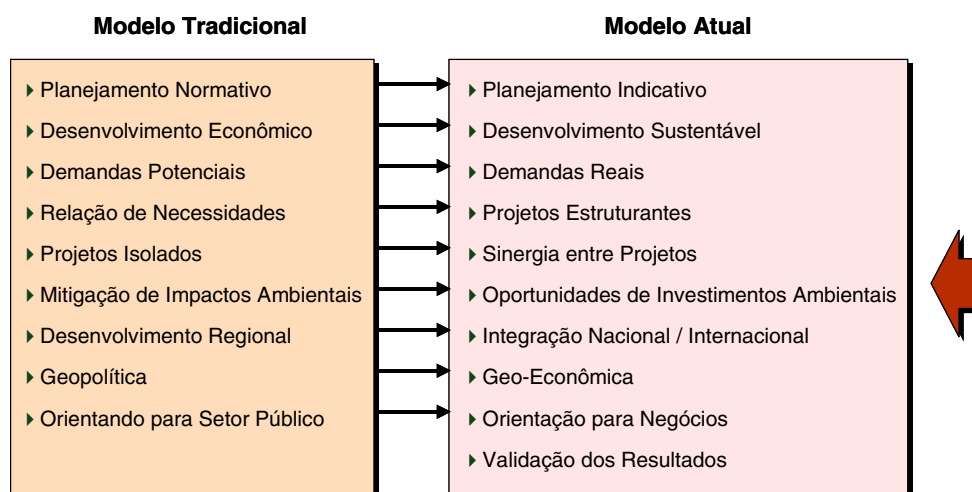 Modelo Tradicional
Planejamento Normativo
Desenvolvimento Econômico
Demandas Potenciais
Relação de Necessidades
Projetos Isolados
Mitigação de Impactos Ambientais
Desenvolvimento Regional
Geopolítica
Orientando para Setor Público
Modelo Atual
Planejamento Indicativo
Desenvolvimento Sustentável
Demandas Reais
Projetos Estruturantes
Sinergia entre Projetos
Oportunidades de Investimentos Ambientais
Integração Nacional / Internacional
Geo-Econômica
Orientação para Negócios
Validação dos Resultados